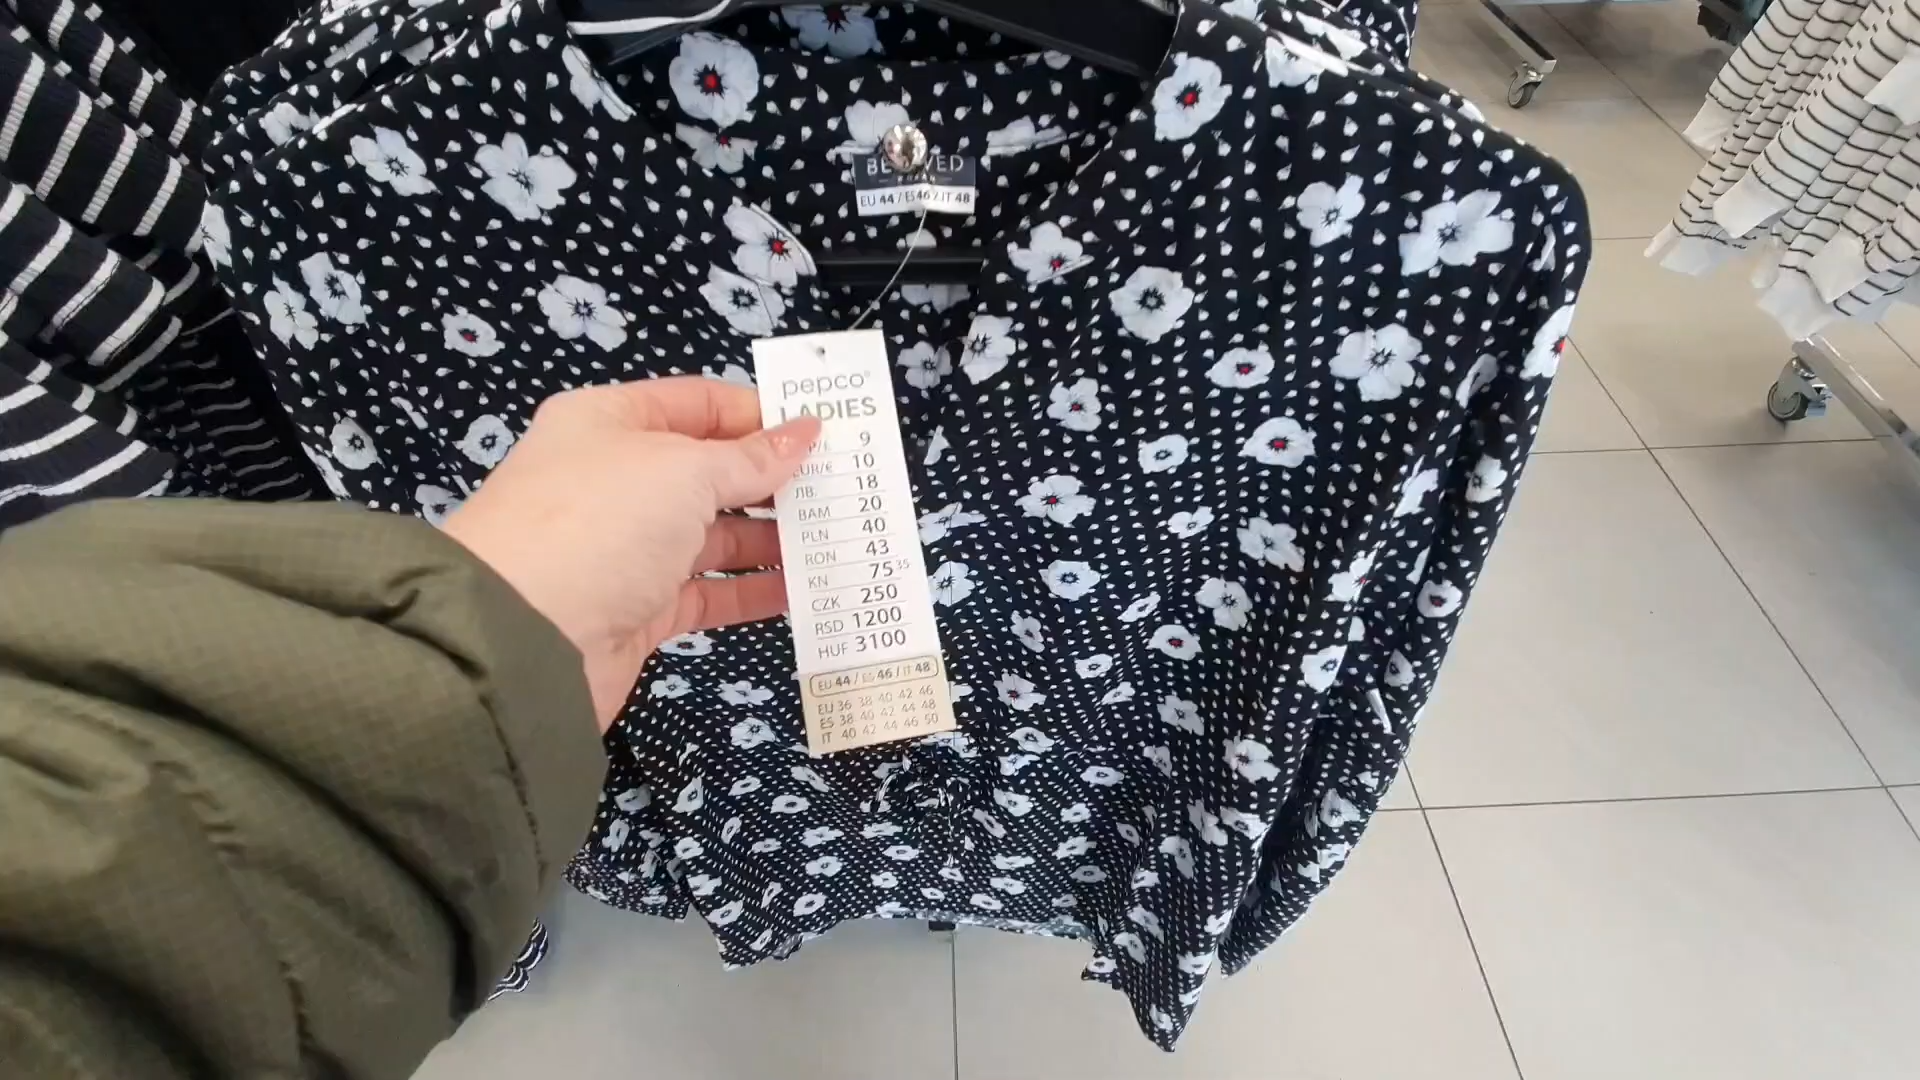 EU 44 / ES 46 / IT 48
pepco®
LADIES
9
EUR/€ 10
ЛВ. 18
BAM 20
PLN 40
RON 43
KN 75 35
CZK 250
RSD 1200
HUF 3100
EU 44 / ES 46 / IT 48
EU 36 38 40 42 46
ES 38 40 42 44 48
IT 40 42 44 46 50